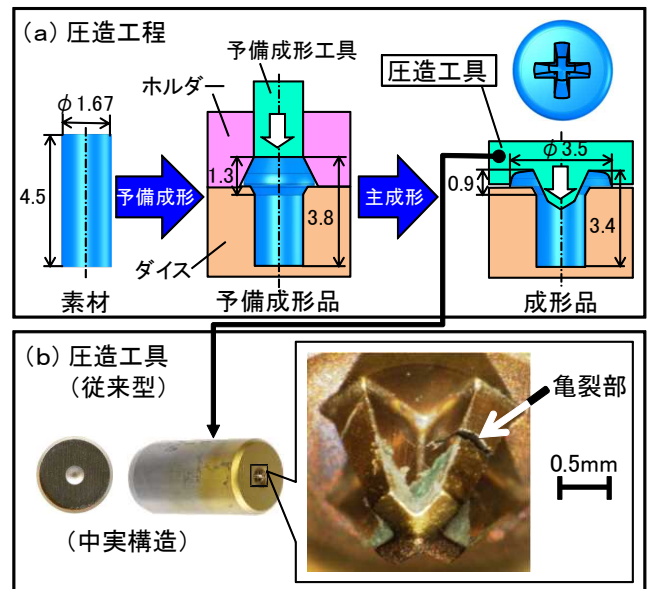 (a) 圧造工程
予備成形工具
ホルダー
圧造工具
φ1.67
φ3.5
1.3
0.9
4.5
予備成形
3.8
主成形
3.4
ダイス
素材
予備成形品
成形品
(b) 圧造工具
(従来型)
亀裂部
0.5mm
(中実構造)